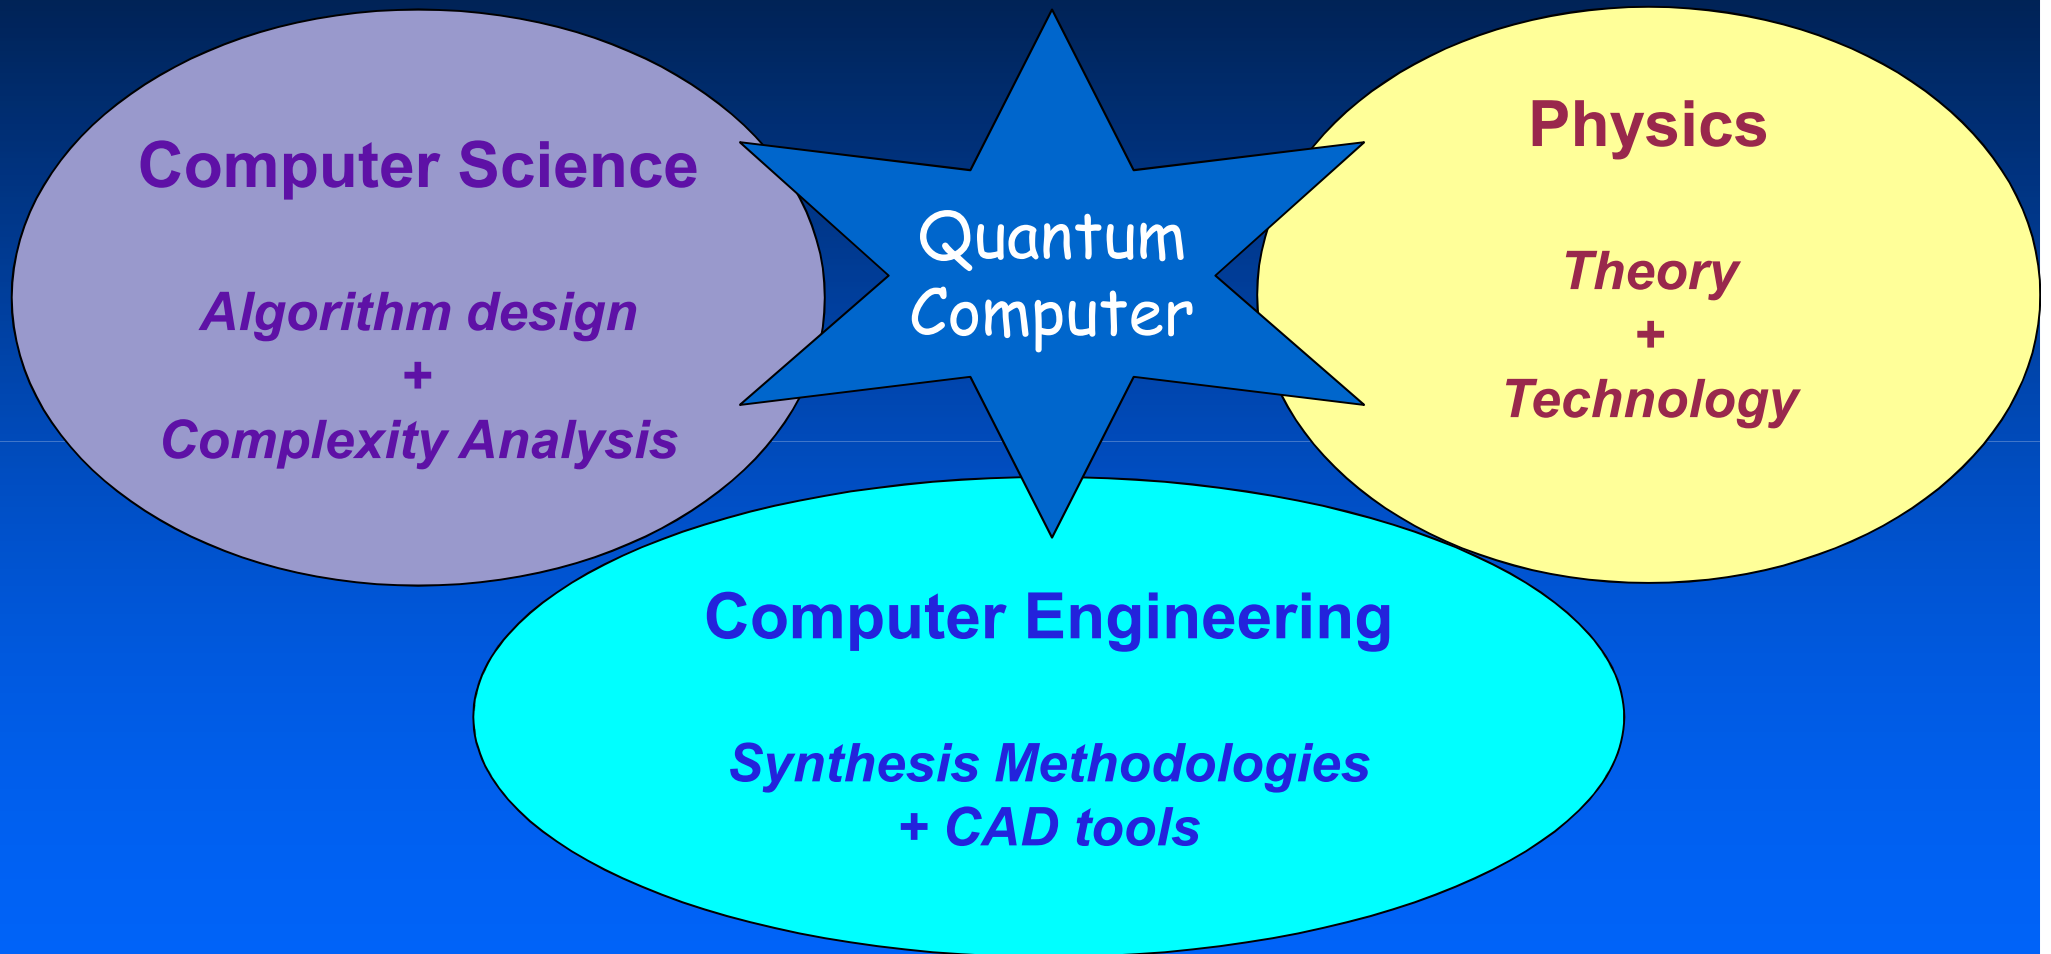 Computer Science
Algorithm design
+
Complexity Analysis
Quantum
Computer
Physics
Theory
+
Technology
Computer Engineering
Synthesis Methodologies
+ CAD tools